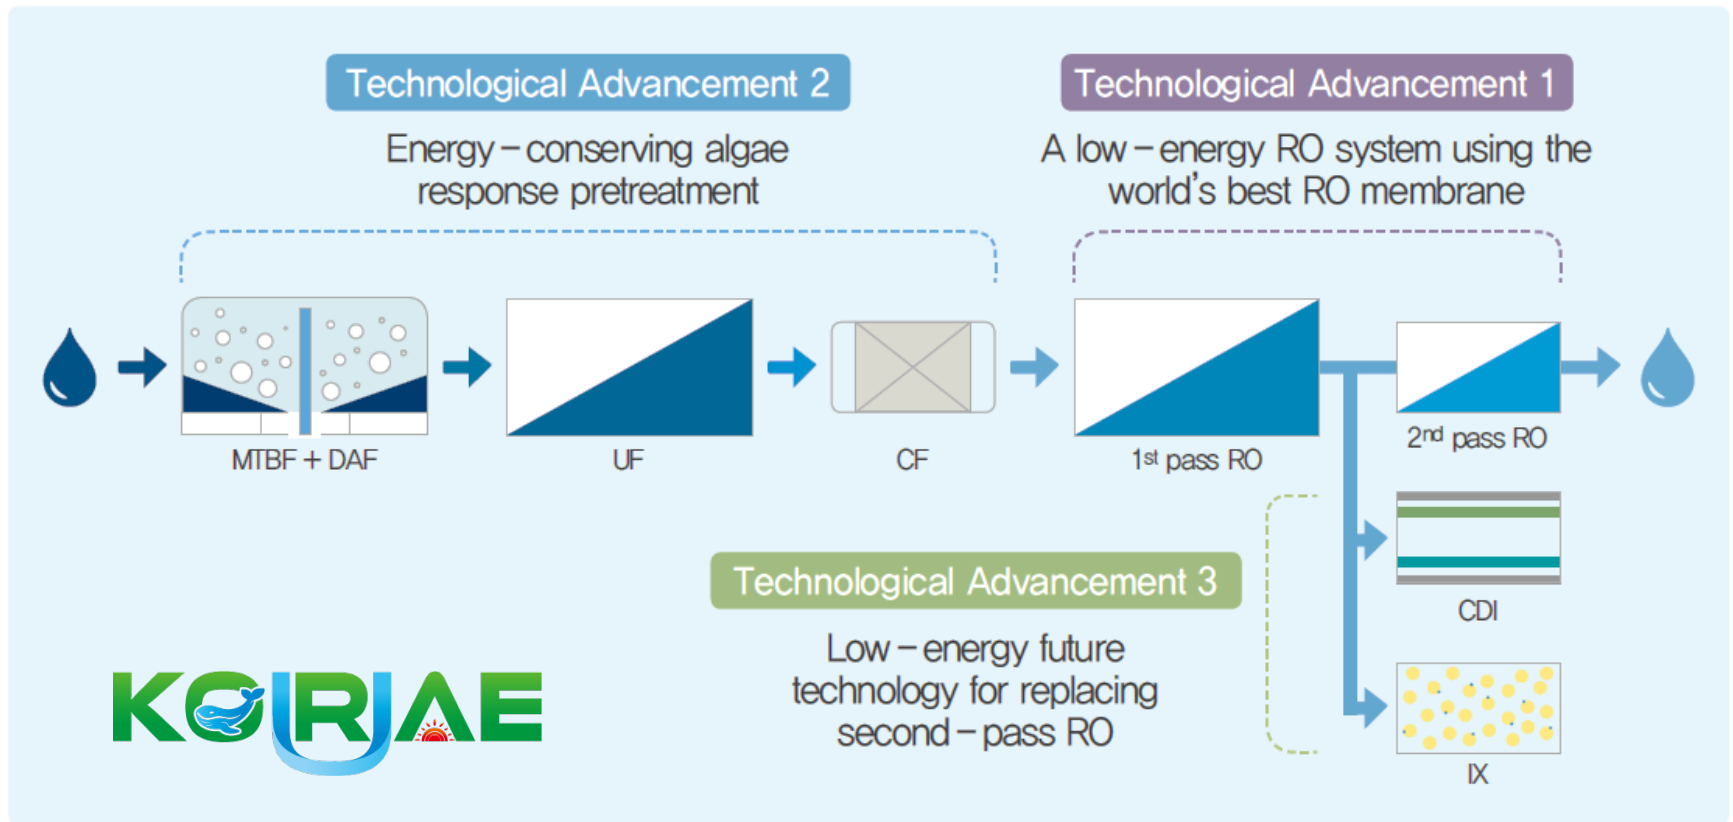 Technological Advancement 2
Energy-conserving algae
response pretreatment
Technological Advancement 1
A low-energy RO system using the
world's best RO membrane
MTBF + DAF
UF
CF
1st pass RO
2nd pass RO
CDI
IX
Technological Advancement 3
Low-energy future
technology for replacing
second-pass RO
KOURJAE